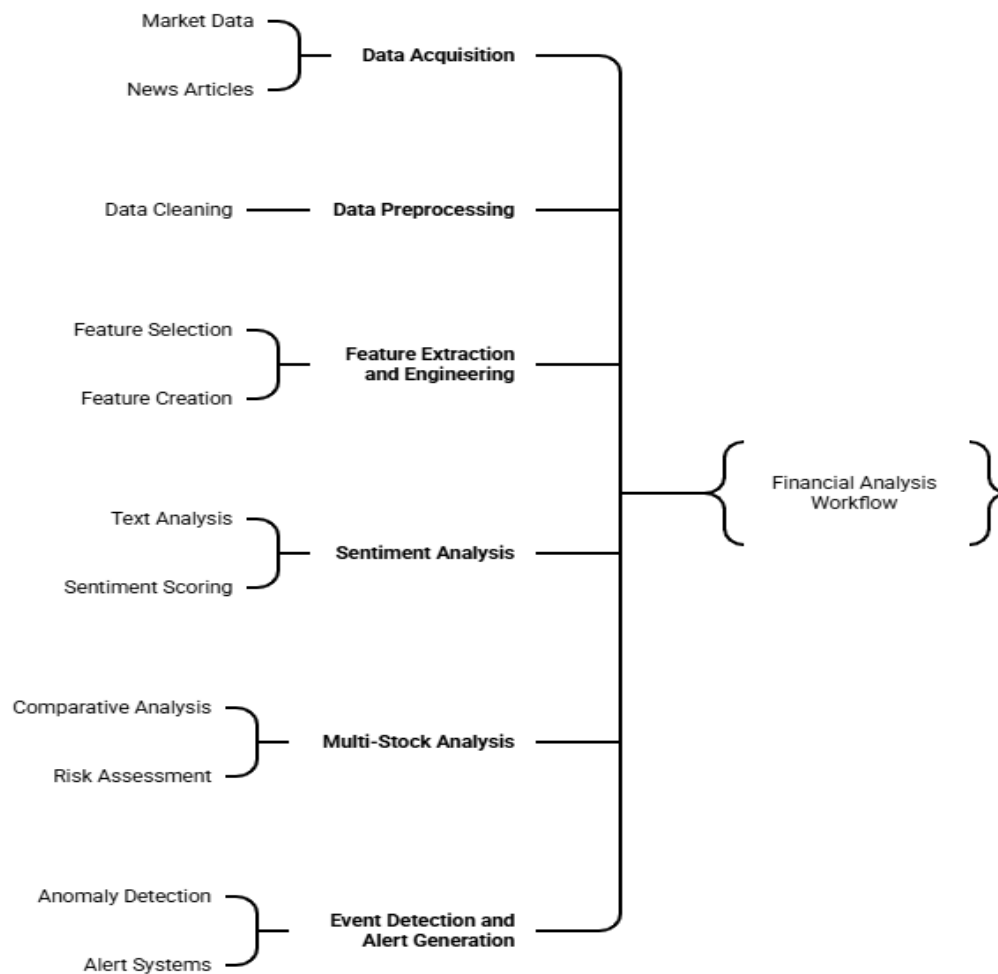 Market Data
Data Acquisition
News Articles
Data Cleaning
Data Preprocessing
Feature Selection
Feature Extraction
and Engineering
Feature Creation
Financial Analysis
Workflow
Text Analysis
Sentiment Analysis
Sentiment Scoring
Comparative Analysis
Multi-Stock Analysis
Risk Assessment
Anomaly Detection
Event Detection and
Alert Generation
Alert Systems